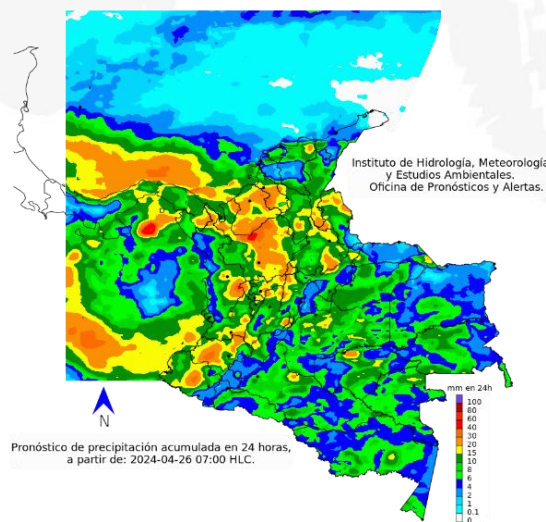 Instituto de Hidrología, Meteorología
y Estudios Ambientales.
Oficina de Pronósticos y Alertas.
N
Pronóstico de precipitación acumulada en 24 horas,
a partir de: 2024-04-26 07:00 HLC.
mm en 24h
100
80
60
40
30
20
15
10
8
6
4
2
1
0.1
0